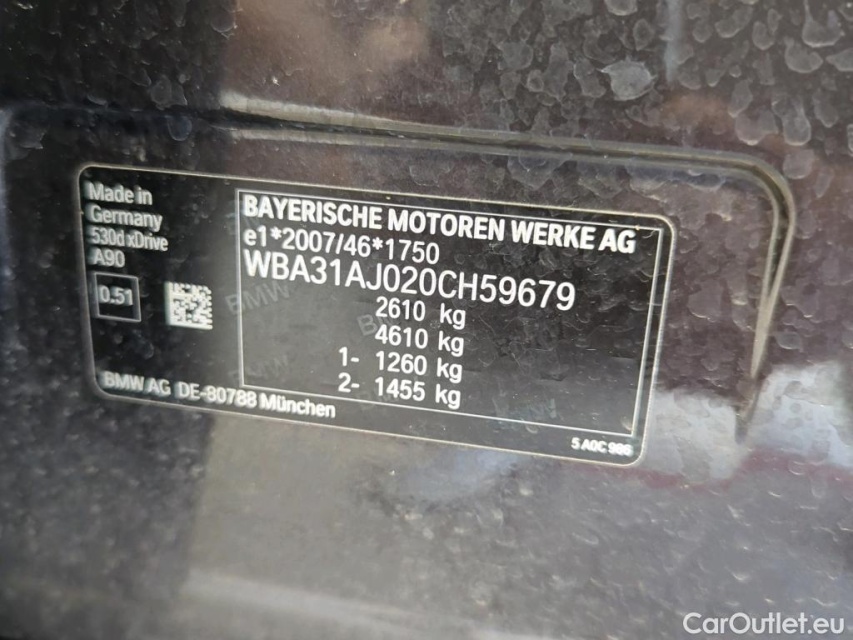 Made in
Germany
530d xDrive
A90
0.51
BAYERISCHE MOTOREN WERKE AG
e1*2007/46*1750
WBA31AJ020CH59679
2610 kg
4610 kg
1- 1260 kg
2- 1455 kg
BMW AG DE-80788 München
5 A0C 986
CarOutlet.eu